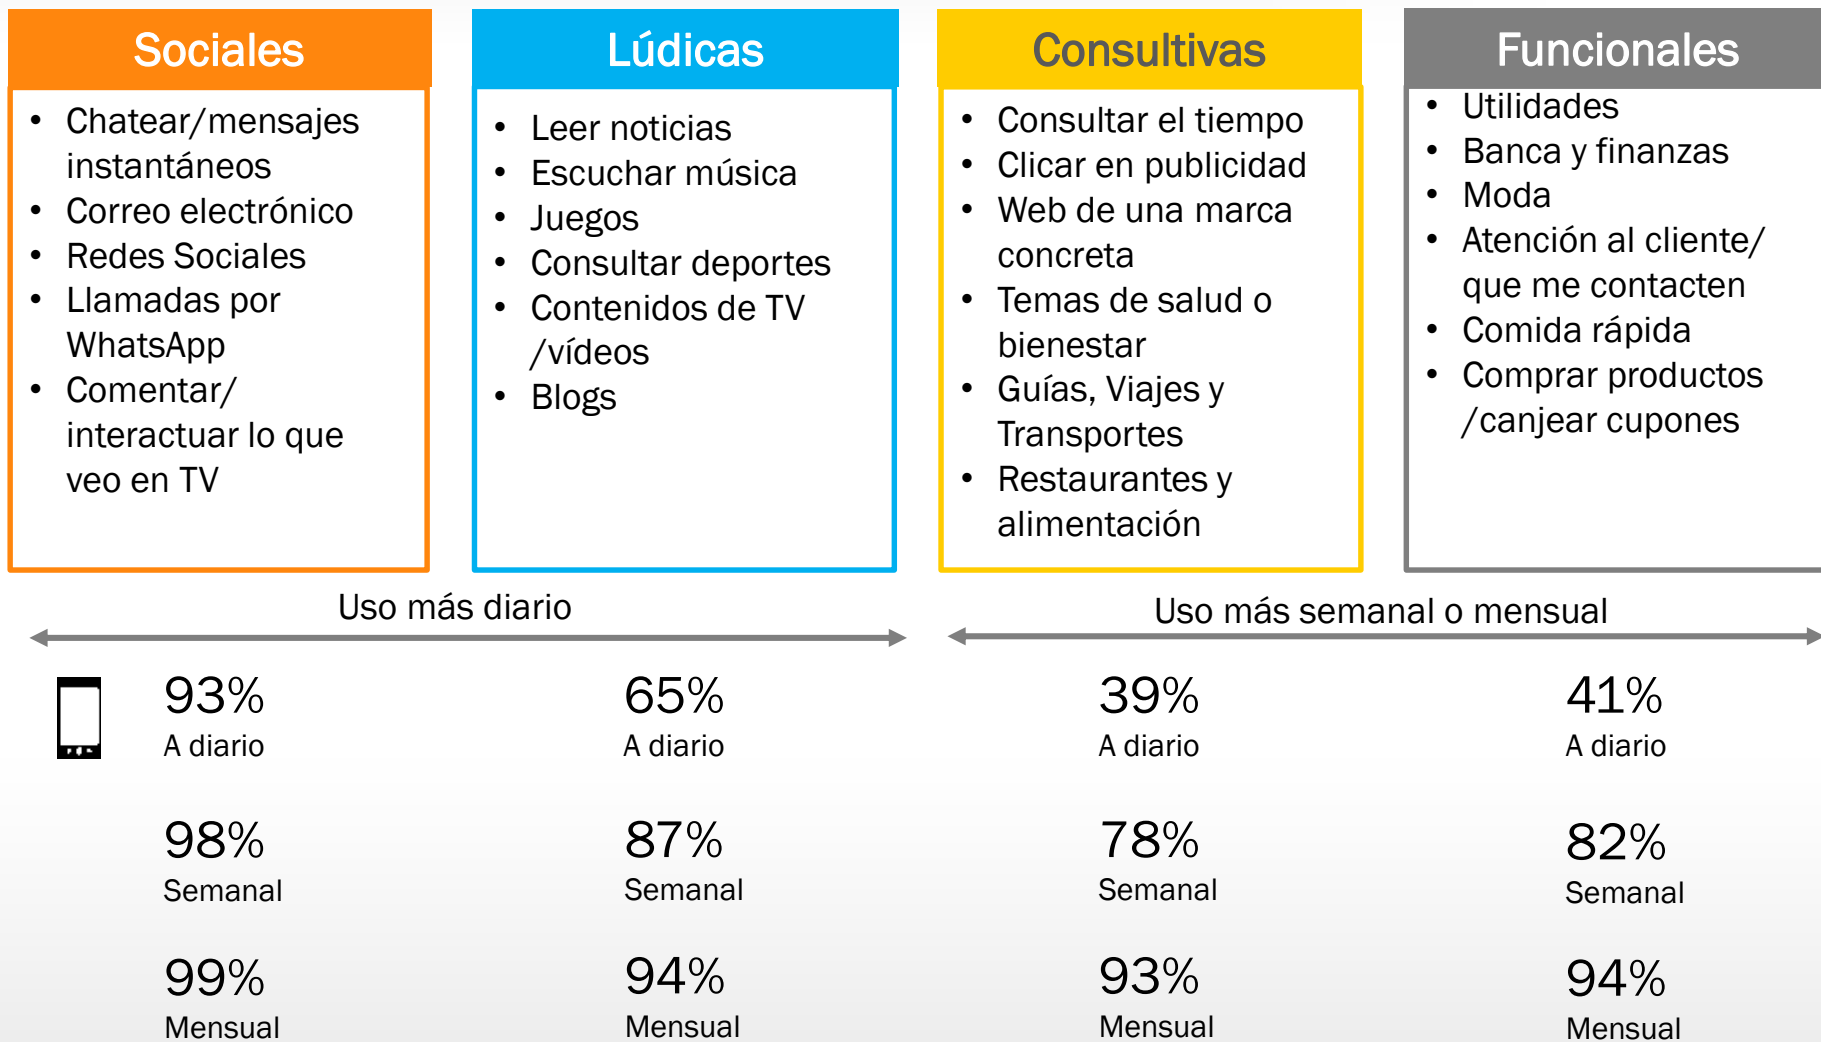 Sociales
• Chatear/mensajes
instantáneos
• Correo electrónico
• Redes Sociales
• Llamadas por
WhatsApp
• Comentar/
interactuar lo que
veo en TV
Lúdicas
• Leer noticias
• Escuchar música
• Juegos
• Consultar deportes
• Contenidos de TV
/vídeos
• Blogs
Consultivas
• Consultar el tiempo
• Clicar en publicidad
• Web de una marca
concreta
• Temas de salud o
bienestar
• Guías, Viajes y
Transportes
• Restaurantes y
alimentación
Funcionales
• Utilidades
• Banca y finanzas
• Moda
• Atención al cliente/
que me contacten
• Comida rápida
• Comprar productos
/canjear cupones
Uso más diario
Uso más semanal o mensual
93%
A diario
65%
A diario
39%
A diario
41%
A diario
98%
Semanal
87%
Semanal
78%
Semanal
82%
Semanal
99%
Mensual
94%
Mensual
93%
Mensual
94%
Mensual